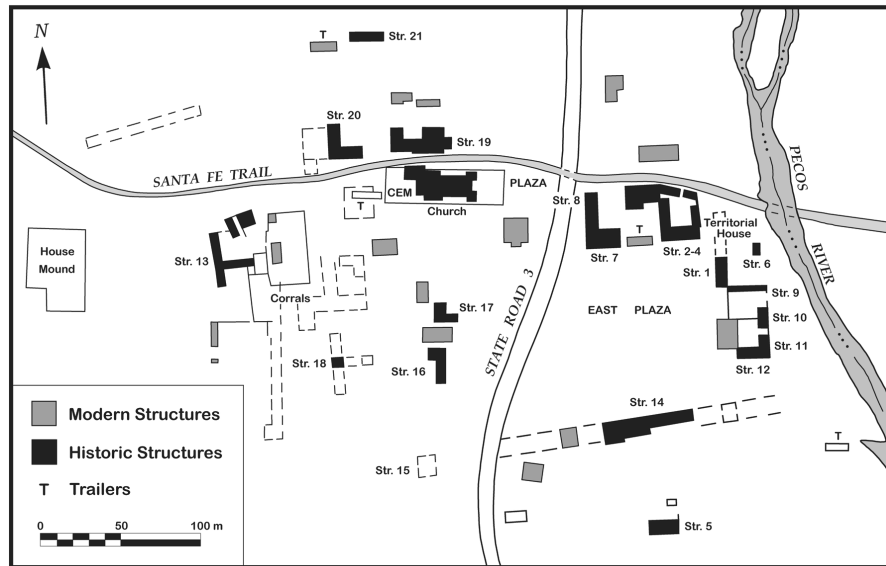 N
T
Str. 21
Str. 20
Str. 19
SANTA FE TRAIL
CEM
Church
PLAZA
T
PECOS
RIVER
Str. 8
Str. 7
T
Str. 2-4
Territorial
House
Str. 1
Str. 6
House
Mound
Str. 13
Corrals
Str. 9
Str. 10
Str. 11
Str. 12
EAST PLAZA
STATE ROAD 3
Str. 17
Str. 18
Str. 16
Str. 14
T
Str. 15
Str. 5
Modern Structures
Historic Structures
T Trailers
0 50 100 m